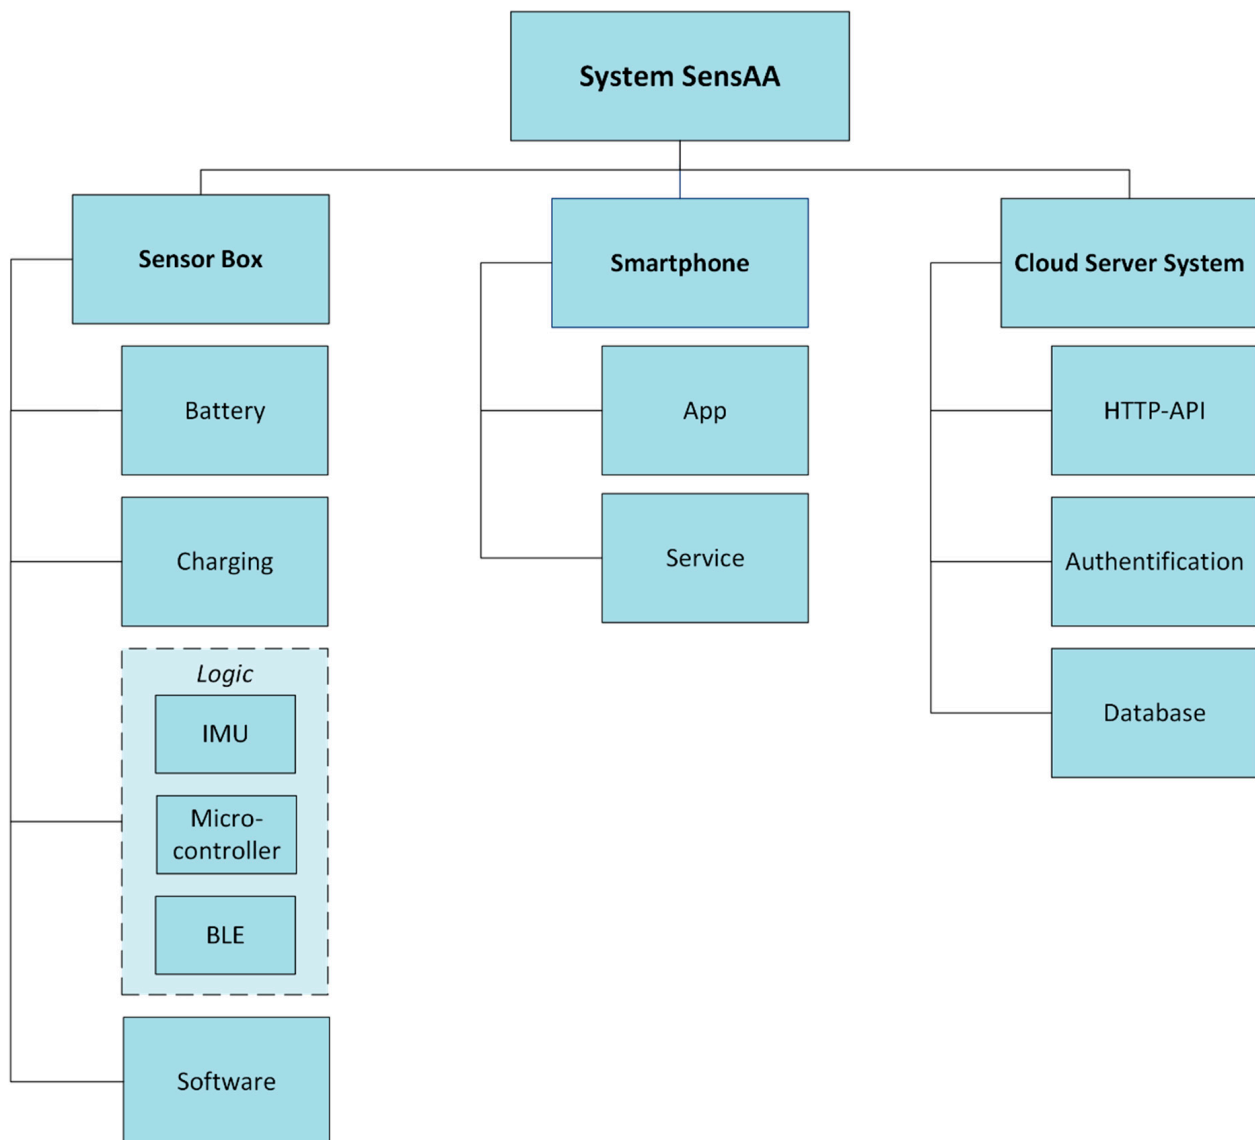 System SensAA
Sensor Box
Battery
Charging
Logic
IMU
Micro-
controller
BLE
Software
Smartphone
App
Service
Cloud Server System
HTTP-API
Authentification
Database